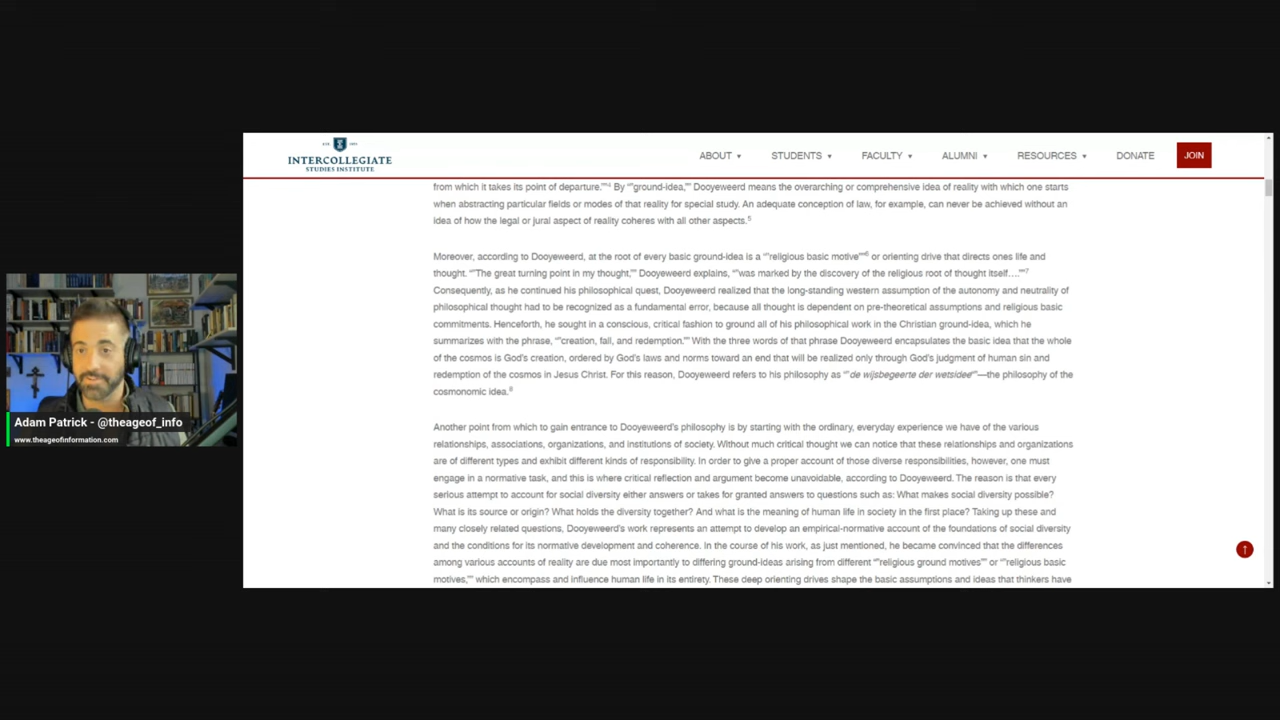 EST. 1953
INTERCOLLEGIATE
STUDIES INSTITUTE
ABOUT ▾ STUDENTS ▾ FACULTY ▾ ALUMNI ▾ RESOURCES ▾ DONATE JOIN
from which it takes its point of departure.""4 By ""ground-idea,"" Dooyeweerd means the overarching or comprehensive idea of reality with which one starts
when abstracting particular fields or modes of that reality for special study. An adequate conception of law, for example, can never be achieved without an
idea of how the legal or jural aspect of reality coheres with all other aspects.5
Moreover, according to Dooyeweerd, at the root of every basic ground-idea is a ""religious basic motive""6 or orienting drive that directs ones life and
thought. ""The great turning point in my thought,"" Dooyeweerd explains, ""was marked by the discovery of the religious root of thought itself....""7
Consequently, as he continued his philosophical quest, Dooyeweerd realized that the long-standing western assumption of the autonomy and neutrality of
philosophical thought had to be recognized as a fundamental error, because all thought is dependent on pre-theoretical assumptions and religious basic
commitments. Henceforth, he sought in a conscious, critical fashion to ground all of his philosophical work in the Christian ground-idea, which he
summarizes with the phrase, ""creation, fall, and redemption."" With the three words of that phrase Dooyeweerd encapsulates the basic idea that the whole
of the cosmos is God's creation, ordered by God's laws and norms toward an end that will be realized only through God's judgment of human sin and
redemption of the cosmos in Jesus Christ. For this reason, Dooyeweerd refers to his philosophy as ""de wijsbegeerte der wetsidee""—the philosophy of the
cosmonomic idea.8
Another point from which to gain entrance to Dooyeweerd's philosophy is by starting with the ordinary, everyday experience we have of the various
relationships, associations, organizations, and institutions of society. Without much critical thought we can notice that these relationships and organizations
are of different types and exhibit different kinds of responsibility. In order to give a proper account of those diverse responsibilities, however, one must
engage in a normative task, and this is where critical reflection and argument become unavoidable, according to Dooyeweerd. The reason is that every
serious attempt to account for social diversity either answers or takes for granted answers to questions such as: What makes social diversity possible?
What is its source or origin? What holds the diversity together? And what is the meaning of human life in society in the first place? Taking up these and
many closely related questions, Dooyeweerd's work represents an attempt to develop an empirical-normative account of the foundations of social diversity
and the conditions for its normative development and coherence. In the course of his work, as just mentioned, he became convinced that the differences
among various accounts of reality are due most importantly to differing ground-ideas arising from different ""religious ground motives"" or ""religious basic
motives,"" which encompass and influence human life in its entirety. These deep orienting drives shape the basic assumptions and ideas that thinkers have
Adam Patrick - @theageof_info
www.theageofinformation.com